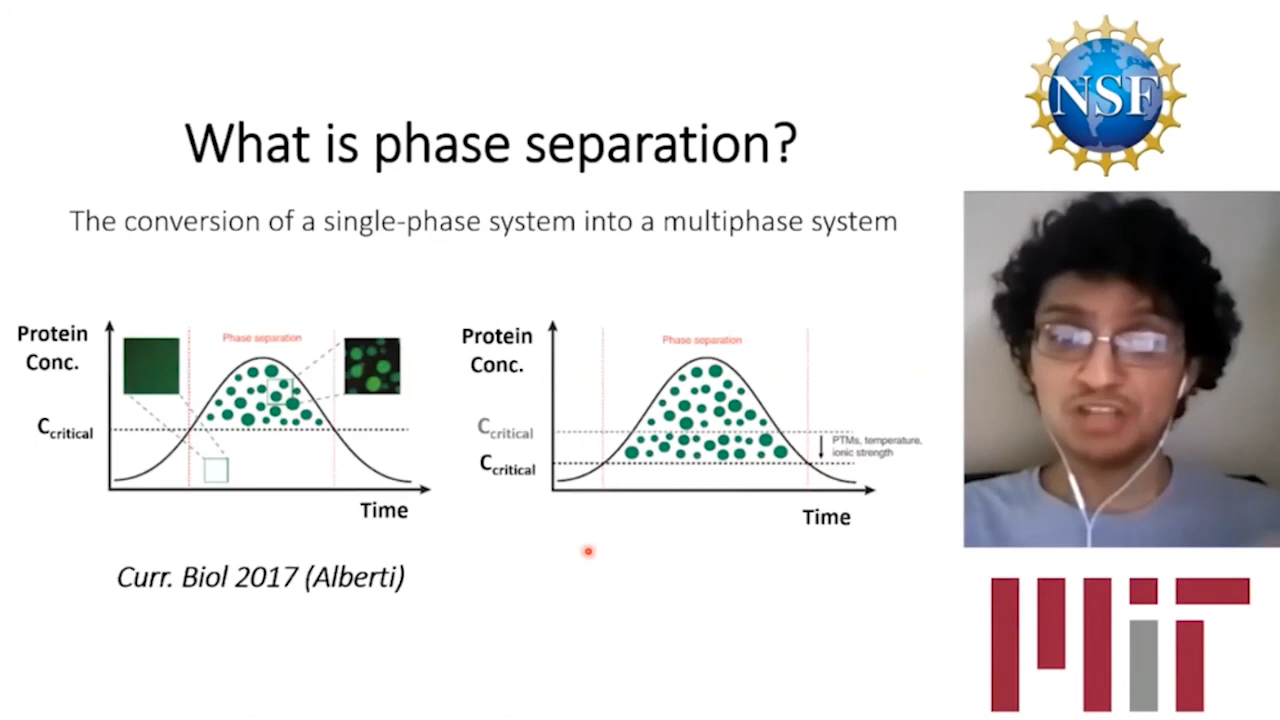 What is phase separation?
The conversion of a single-phase system into a multiphase system
Protein
Conc.
Phase separation
Ccritical
Time
Protein
Conc.
Phase separation
Ccritical
Ccritical
PTMs, temperature,
ionic strength
Time
Curr. Biol 2017 (Alberti)
NSF
MIT